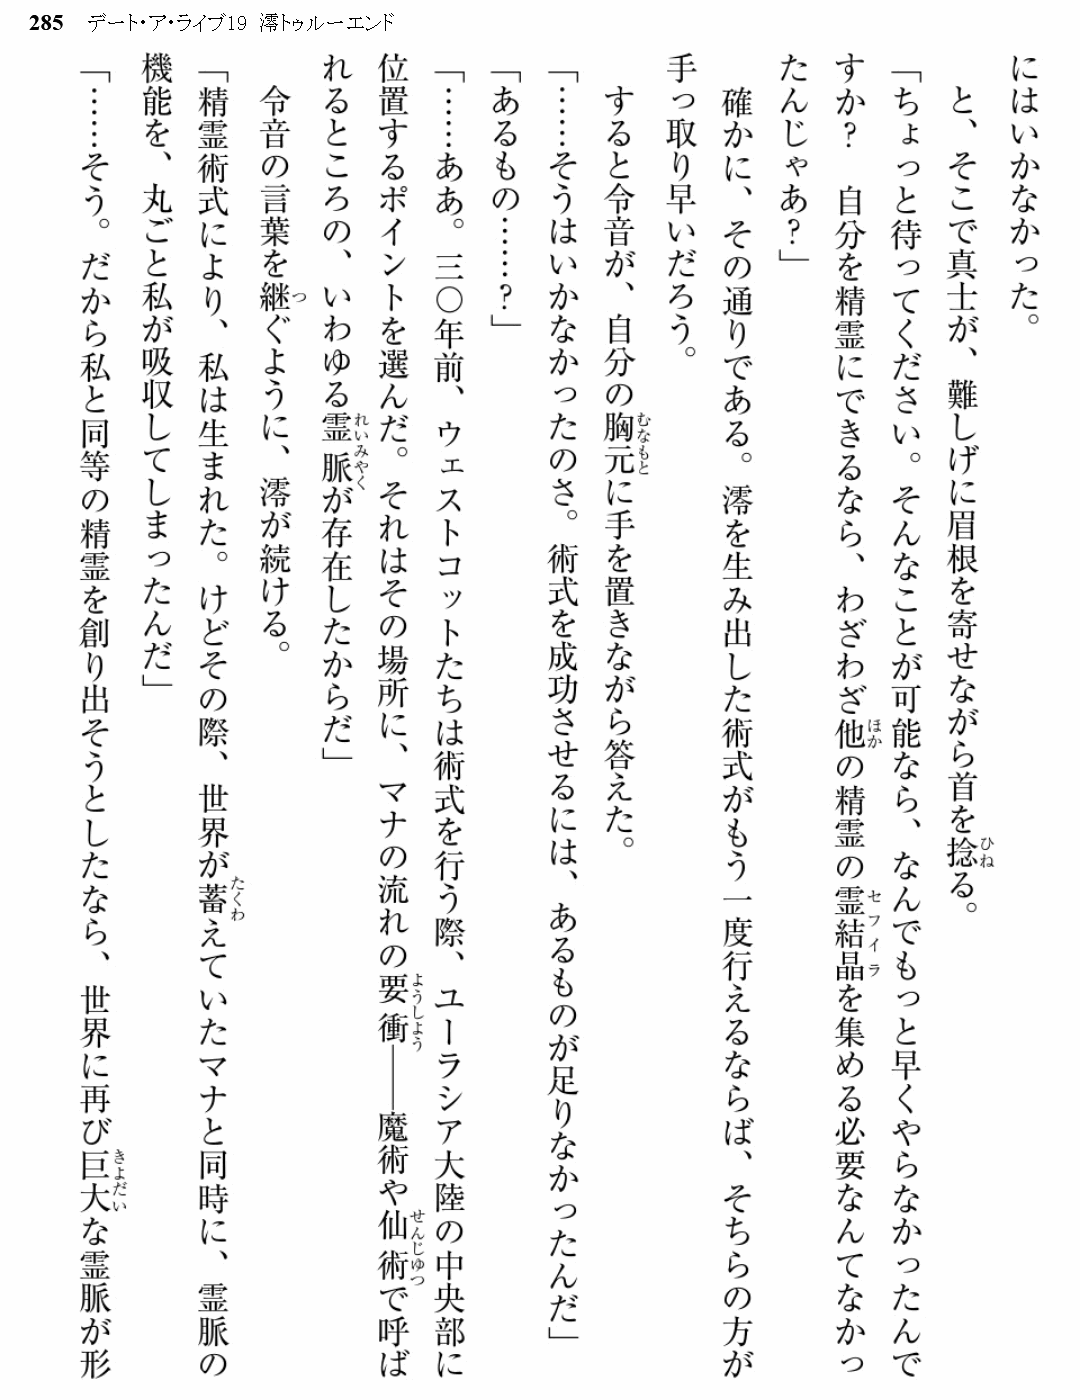 285 デート・ア・ライブ19 澪トゥルーエンド
にはいかなかった。
　と、そこで真士が、難しげに眉根を寄せながら首を捻る。
「ちょっと待ってください。そんなことが可能なら、なんでもっと早くやらなかったんで
すか？　自分を精霊にできるなら、わざわざ他の精霊の霊結晶を集める必要なんてなかっ
たんじゃあ？」
　確かに、その通りである。澪を生み出した術式がもう一度行えるならば、そちらの方が
手っ取り早いだろう。
　すると令音が、自分の胸元に手を置きながら答えた。
「……そうはいかなかったのさ。術式を成功させるには、あるものが足りなかったんだ」
「あるもの……？」
「……ああ。三〇年前、ウェストコットたちは術式を行う際、ユーラシア大陸の中央部に
位置するポイントを選んだ。それはその場所に、マナの流れの要衝――魔術や仙術で呼ば
れるところの、いわゆる霊脈が存在したからだ」
　令音の言葉を継ぐように、澪が続ける。
「精霊術式により、私は生まれた。けどその際、世界が蓄えていたマナと同時に、霊脈の
機能を、丸ごと私が吸収してしまったんだ」
「……そう。だから私と同等の精霊を創り出そうとしたなら、世界に再び巨大な霊脈が形